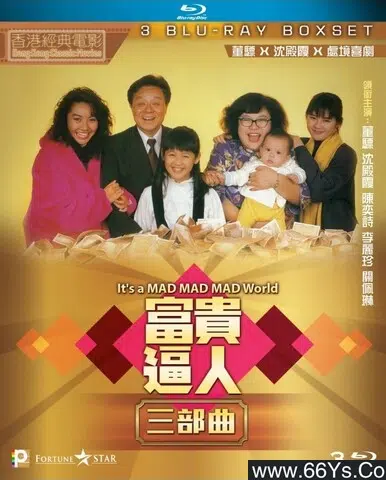 Blu-ray Disc
3 BLU-RAY BOXSET
香港經典電影
Hong Kong Classic Movies
董驃 × 沈殿霞 × 處境喜劇
領銜主演：董驃 沈殿霞 陳奕詩 李麗珍 關佩琳
It's a MAD MAD MAD World
富貴
逼人
三部曲
P FORTUNE STAR
3
www.66Ys.Co